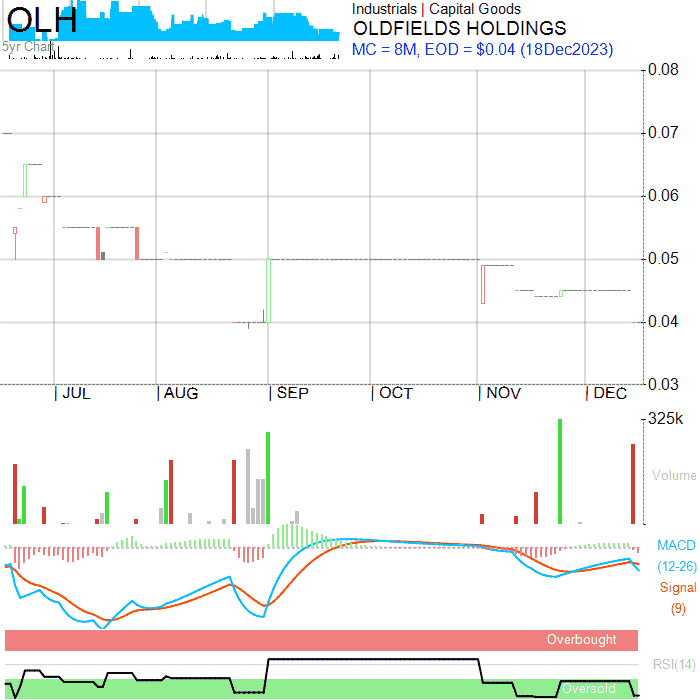 OLH
5yr Chart
Industrials | Capital Goods
OLDFIELDS HOLDINGS
MC = 8M, EOD = $0.04 (18Dec2023)
0.08
0.07
0.06
0.05
0.04
0.03
| JUL | AUG | SEP | OCT | NOV | DEC
325k
Volume
MACD
(12-26)
Signal
(9)
Overbought
RSI(14)
Oversold